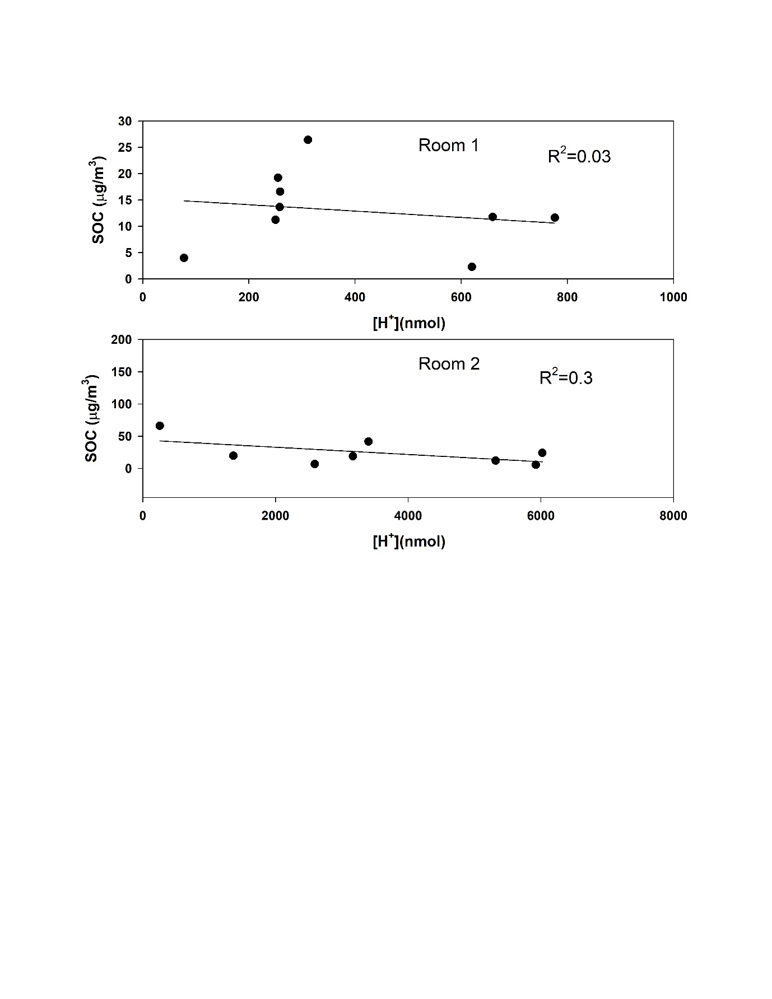 30
25
20
15
10
5
0
SOC (μg/m³)
Room 1
R²=0.03
0 200 400 600 800 1000
[H⁺](nmol)
200
150
100
50
0
SOC (μg/m³)
Room 2
R²=0.3
0 2000 4000 6000 8000
[H⁺](nmol)